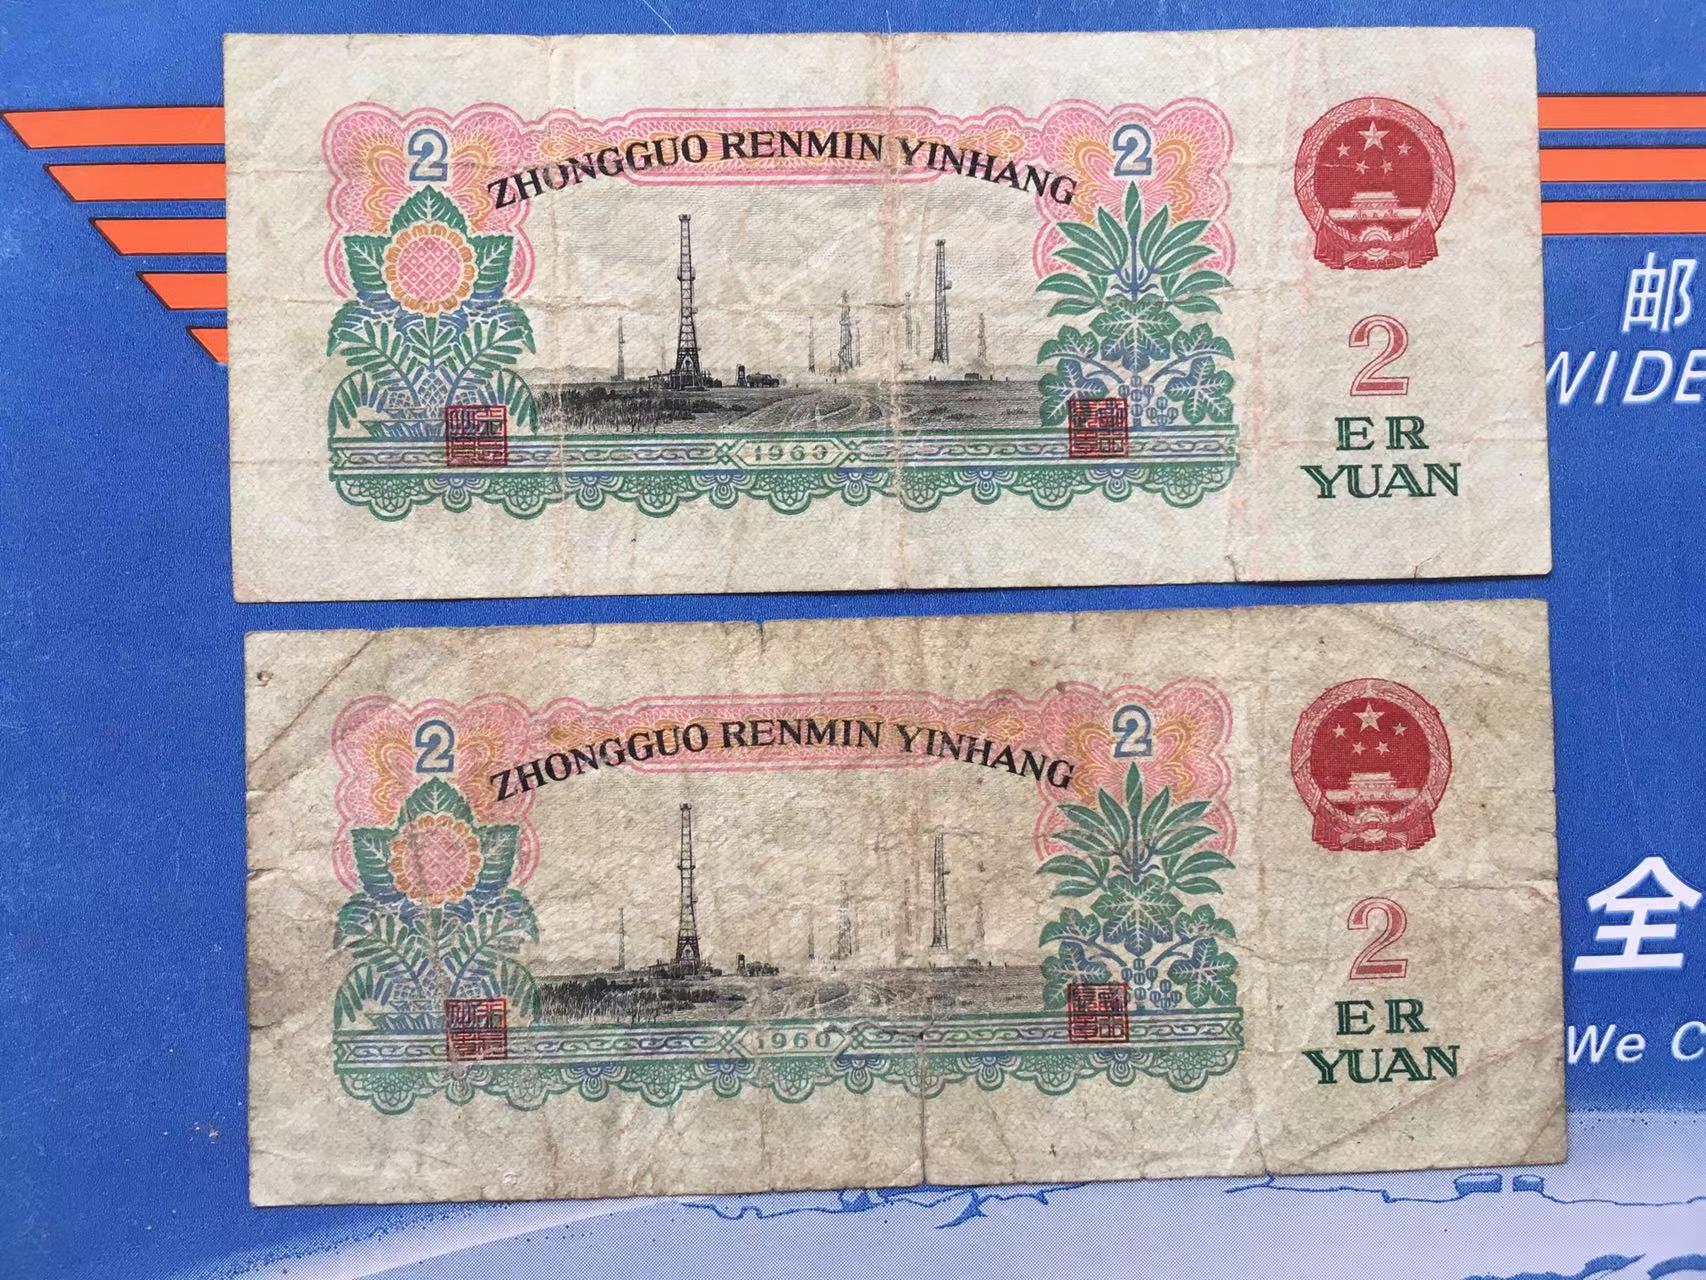 2
ZHONGGUO RENMIN YINHANG
2
1960
2
ER
YUAN
邮
WIDE
2
ZHONGGUO RENMIN YINHANG
2
1960
2
ER
YUAN
全
We C